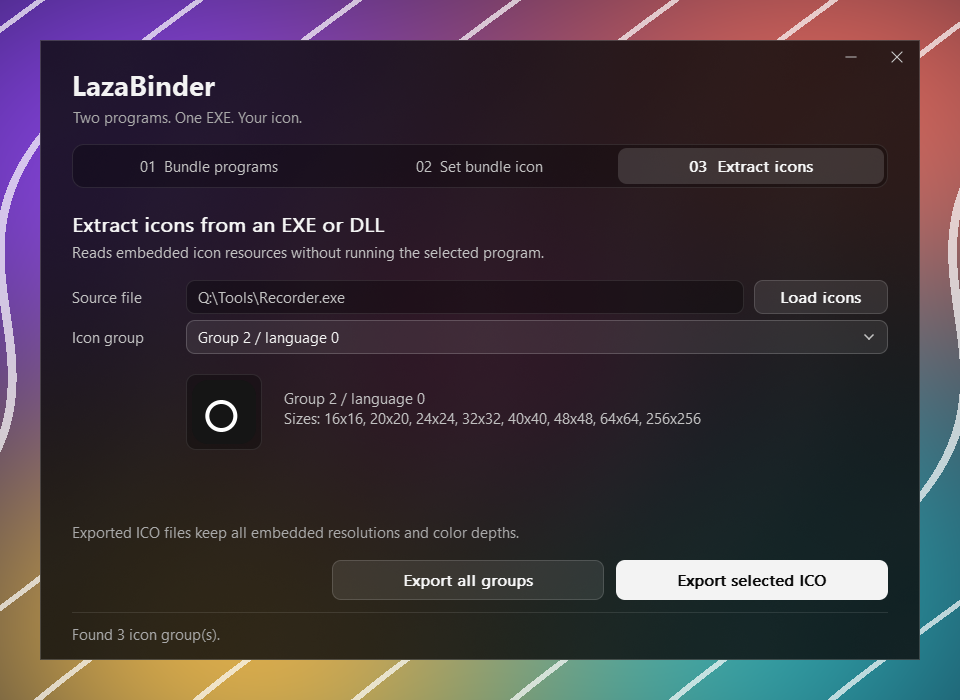 LazaBinder
Two programs. One EXE. Your icon.
01 Bundle programs
02 Set bundle icon
03 Extract icons
Extract icons from an EXE or DLL
Reads embedded icon resources without running the selected program.
Source file
Q:\Tools\Recorder.exe
Load icons
Icon group
Group 2 / language 0
Group 2 / language 0
Sizes: 16x16, 20x20, 24x24, 32x32, 40x40, 48x48, 64x64, 256x256
Exported ICO files keep all embedded resolutions and color depths.
Export all groups
Export selected ICO
Found 3 icon group(s).